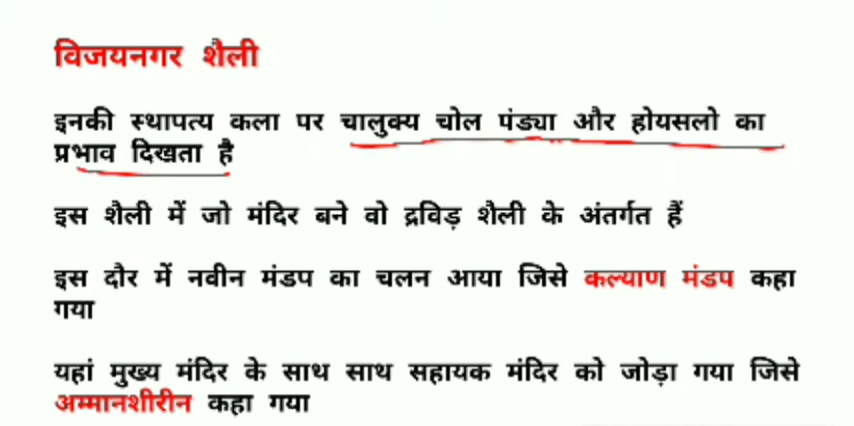 विजयनगर शैली
इनकी स्थापत्य कला पर चालुक्य चोल पंड्या और होयसलो का
प्रभाव दिखता है
इस शैली में जो मंदिर बने वो द्रविड़ शैली के अंतर्गत हैं
इस दौर में नवीन मंडप का चलन आया जिसे कल्याण मंडप कहा
गया
यहां मुख्य मंदिर के साथ साथ सहायक मंदिर को जोड़ा गया जिसे
अम्मानशीरीन कहा गया